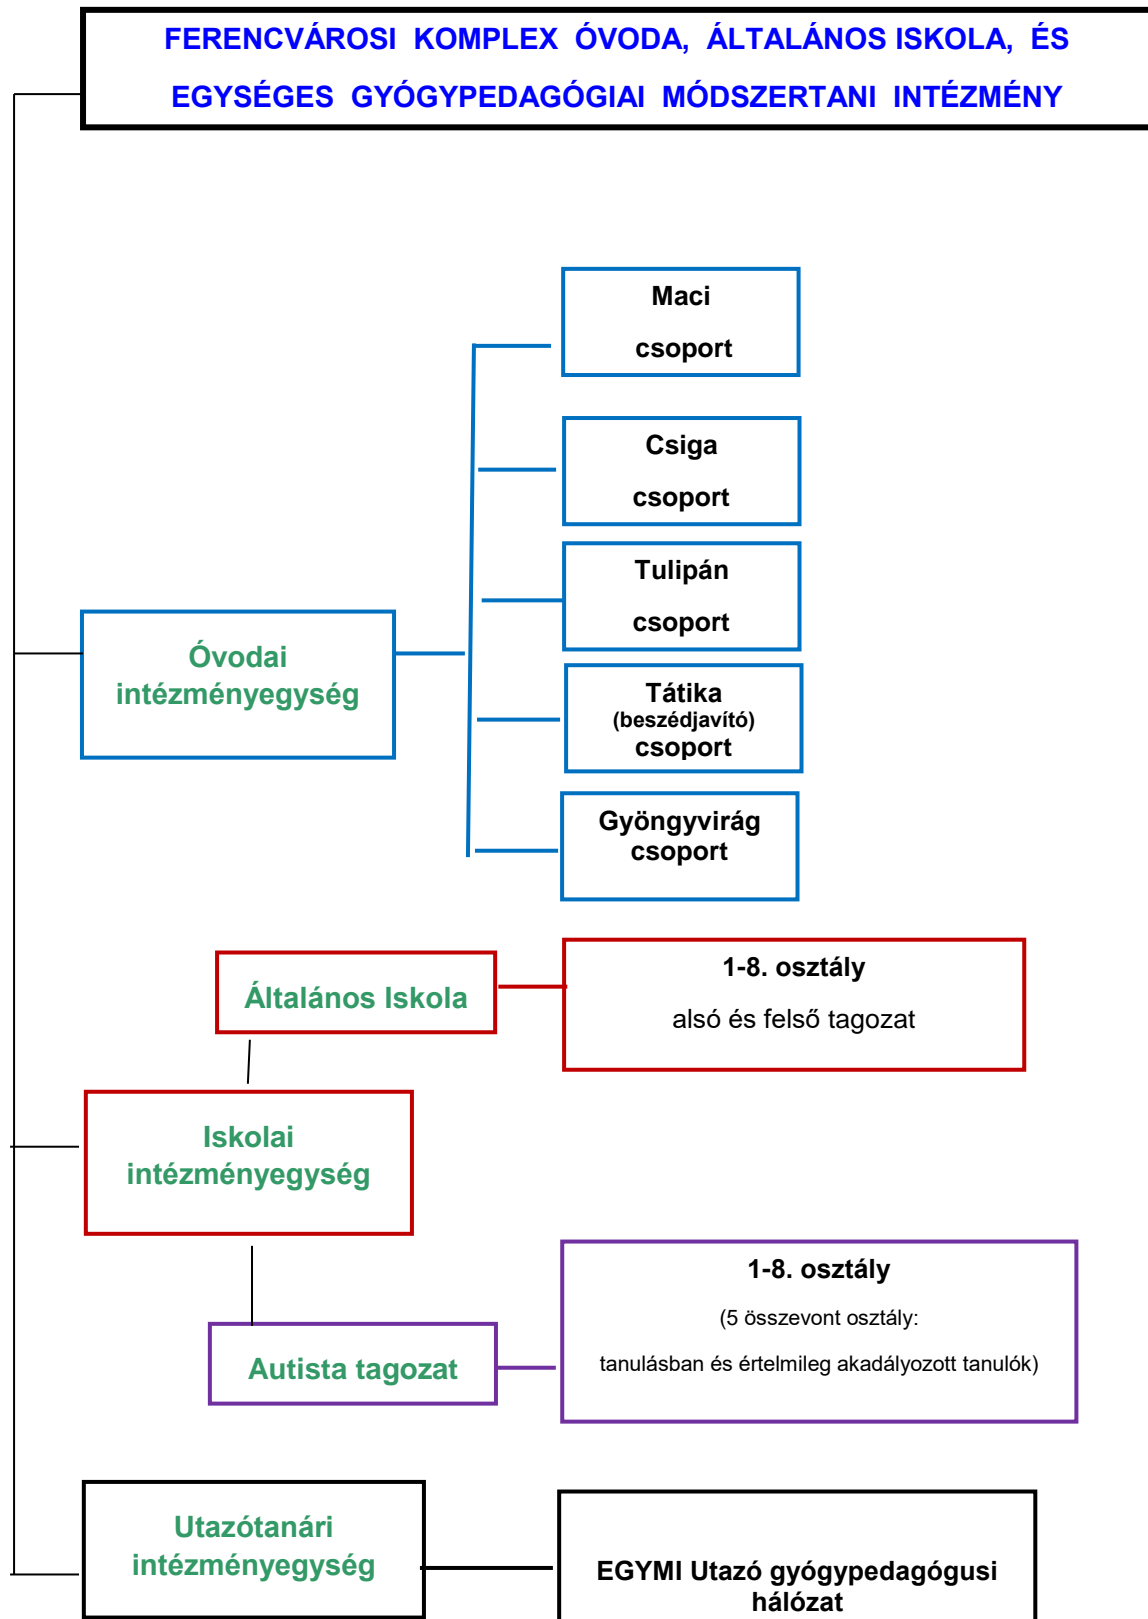 FERENCVÁROSI KOMPLEX ÓVODA, ÁLTALÁNOS ISKOLA, ÉS
EGYSÉGES GYÓGYPEDAGÓGIAI MÓDSZERTANI INTÉZMÉNY
Maci
csoport
Csiga
csoport
Tulipán
csoport
Óvodai
intézményegység
Tátika
(beszédjavító)
csoport
Gyöngyvirág
csoport
Általános Iskola
1-8. osztály
alsó és felső tagozat
Iskolai
intézményegység
Autista tagozat
1-8. osztály
(5 összevont osztály:
tanulásban és értelmileg akadályozott tanulók)
Utazótanári
intézményegység
EGYMI Utazó gyógypedagógusi
hálózat